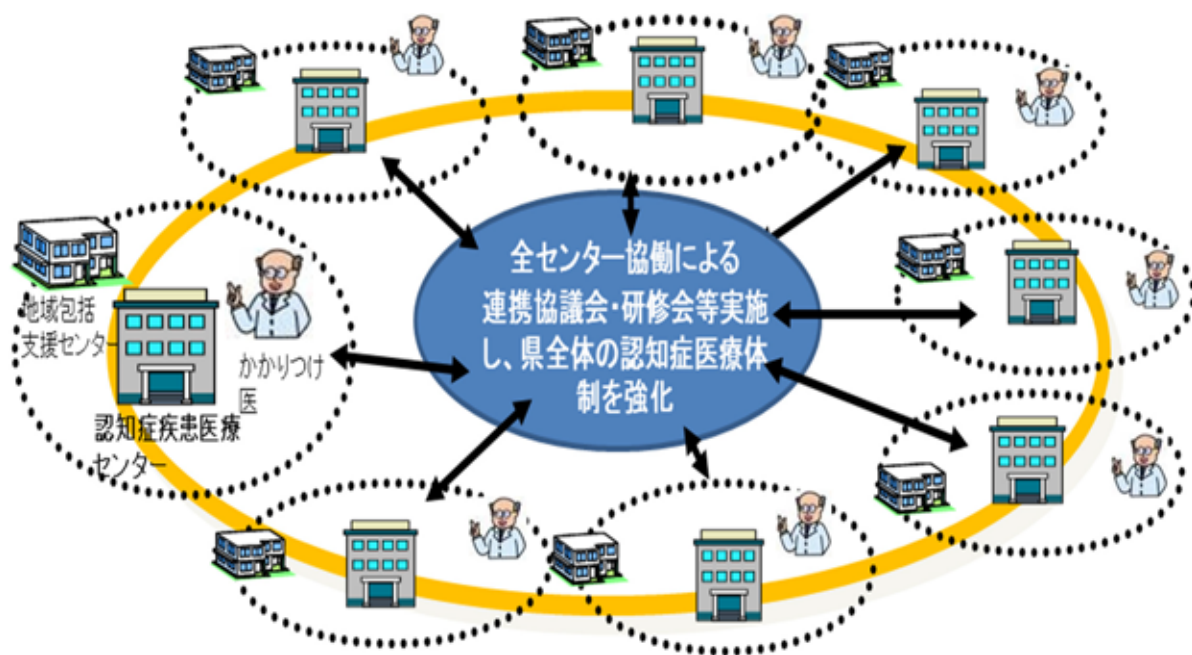 全センター協働による
連携協議会・研修会等実施
し、県全体の認知症医療体
制を強化
地域包括
支援センター
かかりつけ
医
認知症疾患医療
センター